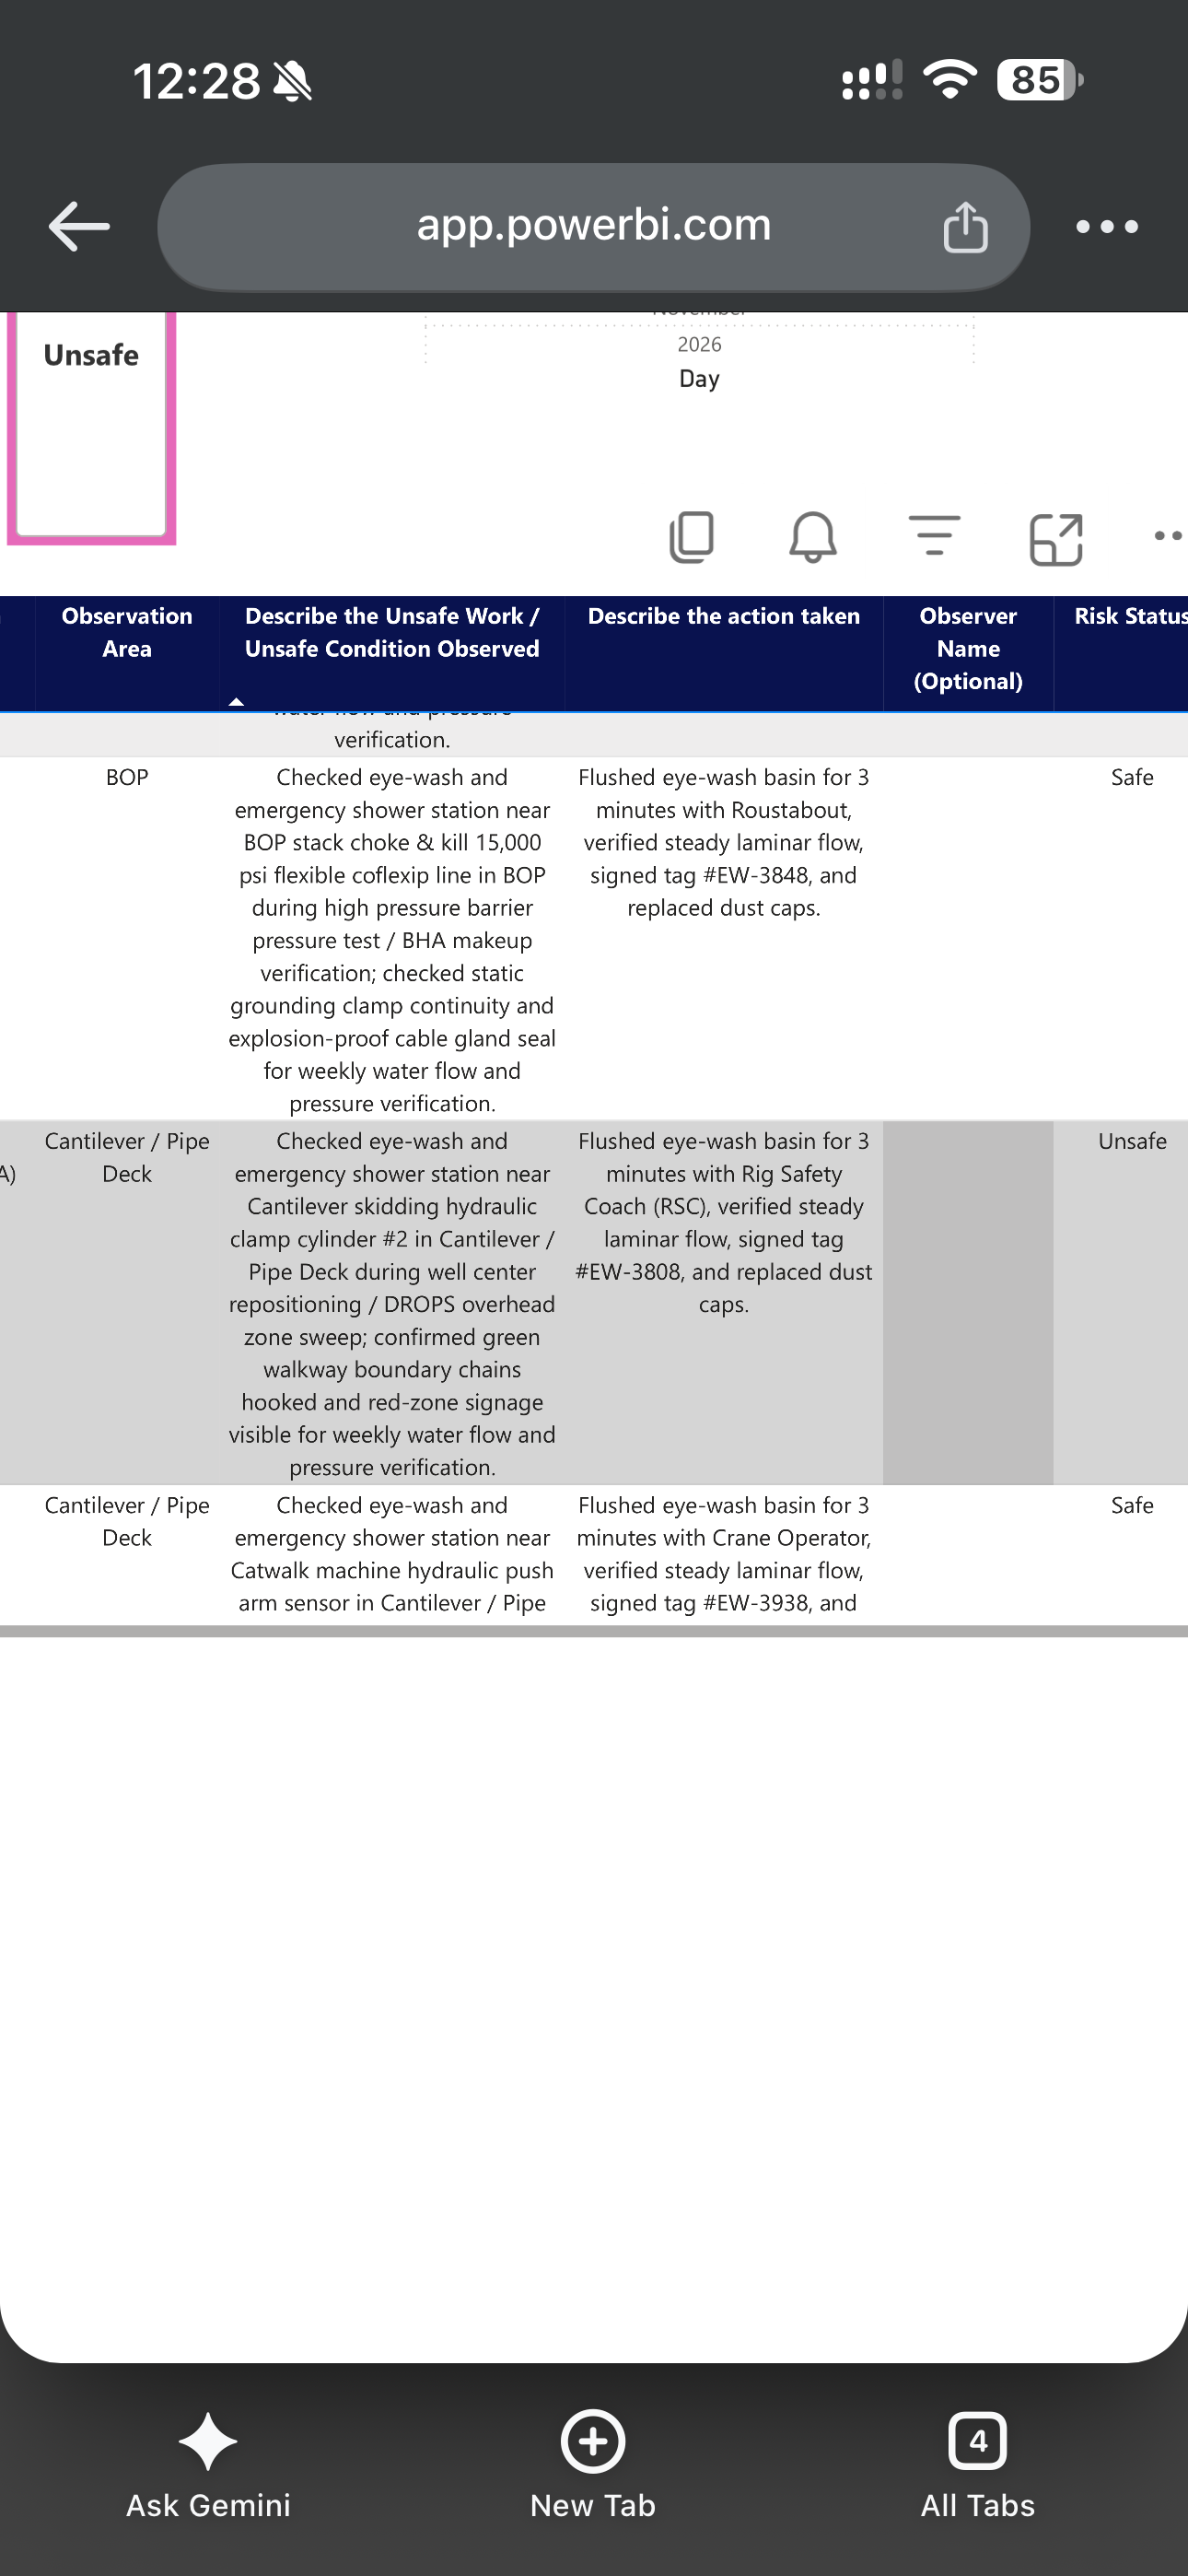 12:28
85
app.powerbi.com
Unsafe
November
2026
Day
Observation
Area
Describe the Unsafe Work /
Unsafe Condition Observed
Describe the action taken
Observer
Name
(Optional)
Risk Status
water flow and pressure
verification.
BOP
Checked eye-wash and
emergency shower station near
BOP stack choke & kill 15,000
psi flexible coflexip line in BOP
during high pressure barrier
pressure test / BHA makeup
verification; checked static
grounding clamp continuity and
explosion-proof cable gland seal
for weekly water flow and
pressure verification.
Flushed eye-wash basin for 3
minutes with Roustabout,
verified steady laminar flow,
signed tag #EW-3848, and
replaced dust caps.
Safe
A)
Cantilever / Pipe
Deck
Checked eye-wash and
emergency shower station near
Cantilever skidding hydraulic
clamp cylinder #2 in Cantilever /
Pipe Deck during well center
repositioning / DROPS overhead
zone sweep; confirmed green
walkway boundary chains
hooked and red-zone signage
visible for weekly water flow and
pressure verification.
Flushed eye-wash basin for 3
minutes with Rig Safety
Coach (RSC), verified steady
laminar flow, signed tag
#EW-3808, and replaced dust
caps.
Unsafe
Cantilever / Pipe
Deck
Checked eye-wash and
emergency shower station near
Catwalk machine hydraulic push
arm sensor in Cantilever / Pipe
Flushed eye-wash basin for 3
minutes with Crane Operator,
verified steady laminar flow,
signed tag #EW-3938, and
Safe
Ask Gemini
New Tab
4
All Tabs